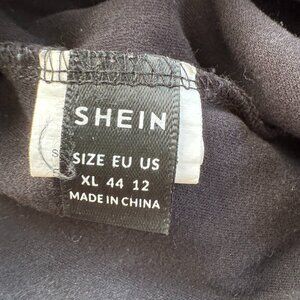 SHEIN
SIZE EU US
XL 44 12
MADE IN CHINA